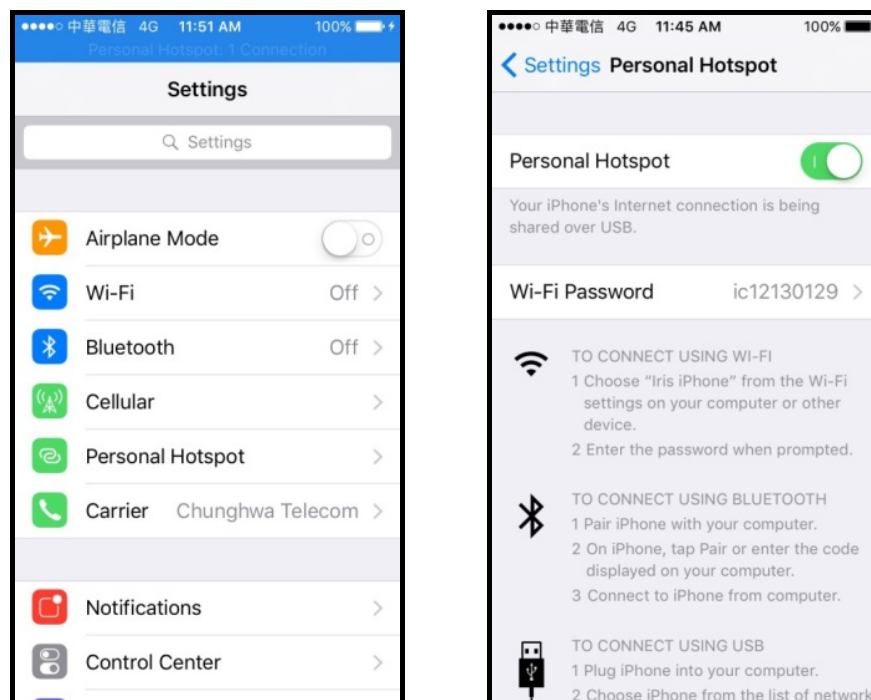 中華電信 4G 11:51 AM 100%
Personal Hotspot: 1 Connection
Settings
Settings
Airplane Mode
Wi-Fi Off
Bluetooth Off
Cellular
Personal Hotspot
Carrier Chunghwa Telecom
Notifications
Control Center
中華電信 4G 11:45 AM 100%
Settings Personal Hotspot
Personal Hotspot
Your iPhone's Internet connection is being
shared over USB.
Wi-Fi Password ic12130129
TO CONNECT USING WI-FI
1 Choose “Iris iPhone” from the Wi-Fi
settings on your computer or other
device.
2 Enter the password when prompted.
TO CONNECT USING BLUETOOTH
1 Pair iPhone with your computer.
2 On iPhone, tap Pair or enter the code
displayed on your computer.
3 Connect to iPhone from computer.
TO CONNECT USING USB
1 Plug iPhone into your computer.
2 Choose iPhone from the list of network